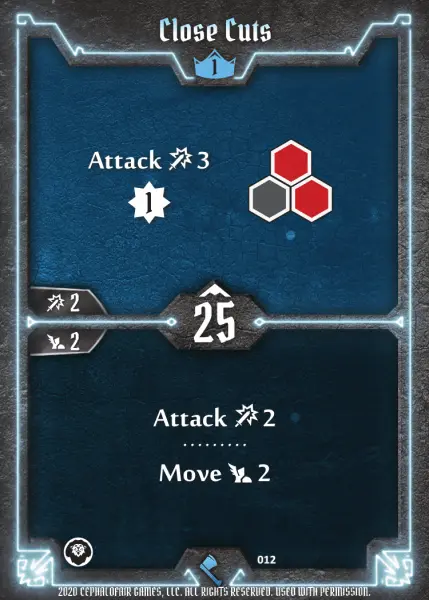 Close Cuts
1
Attack 3
1
2
25
2
Attack 2
Move 2
012
2020 CEPHALOFAIR GAMES, LLC. ALL RIGHTS RESERVED. USED WITH PERMISSION.